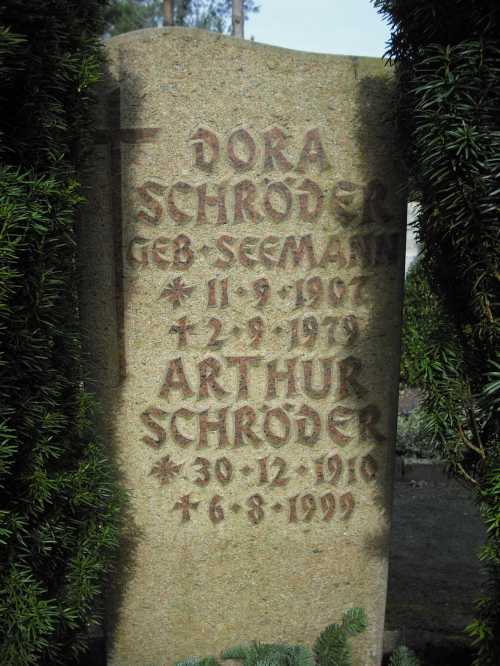 DORA
SCHRÖDER
GEB · SEEMANN
* 11 · 9 · 1907
† 2 · 9 · 1979
ARTHUR
SCHRÖDER
* 30 · 12 · 1910
† 6 · 8 · 1999